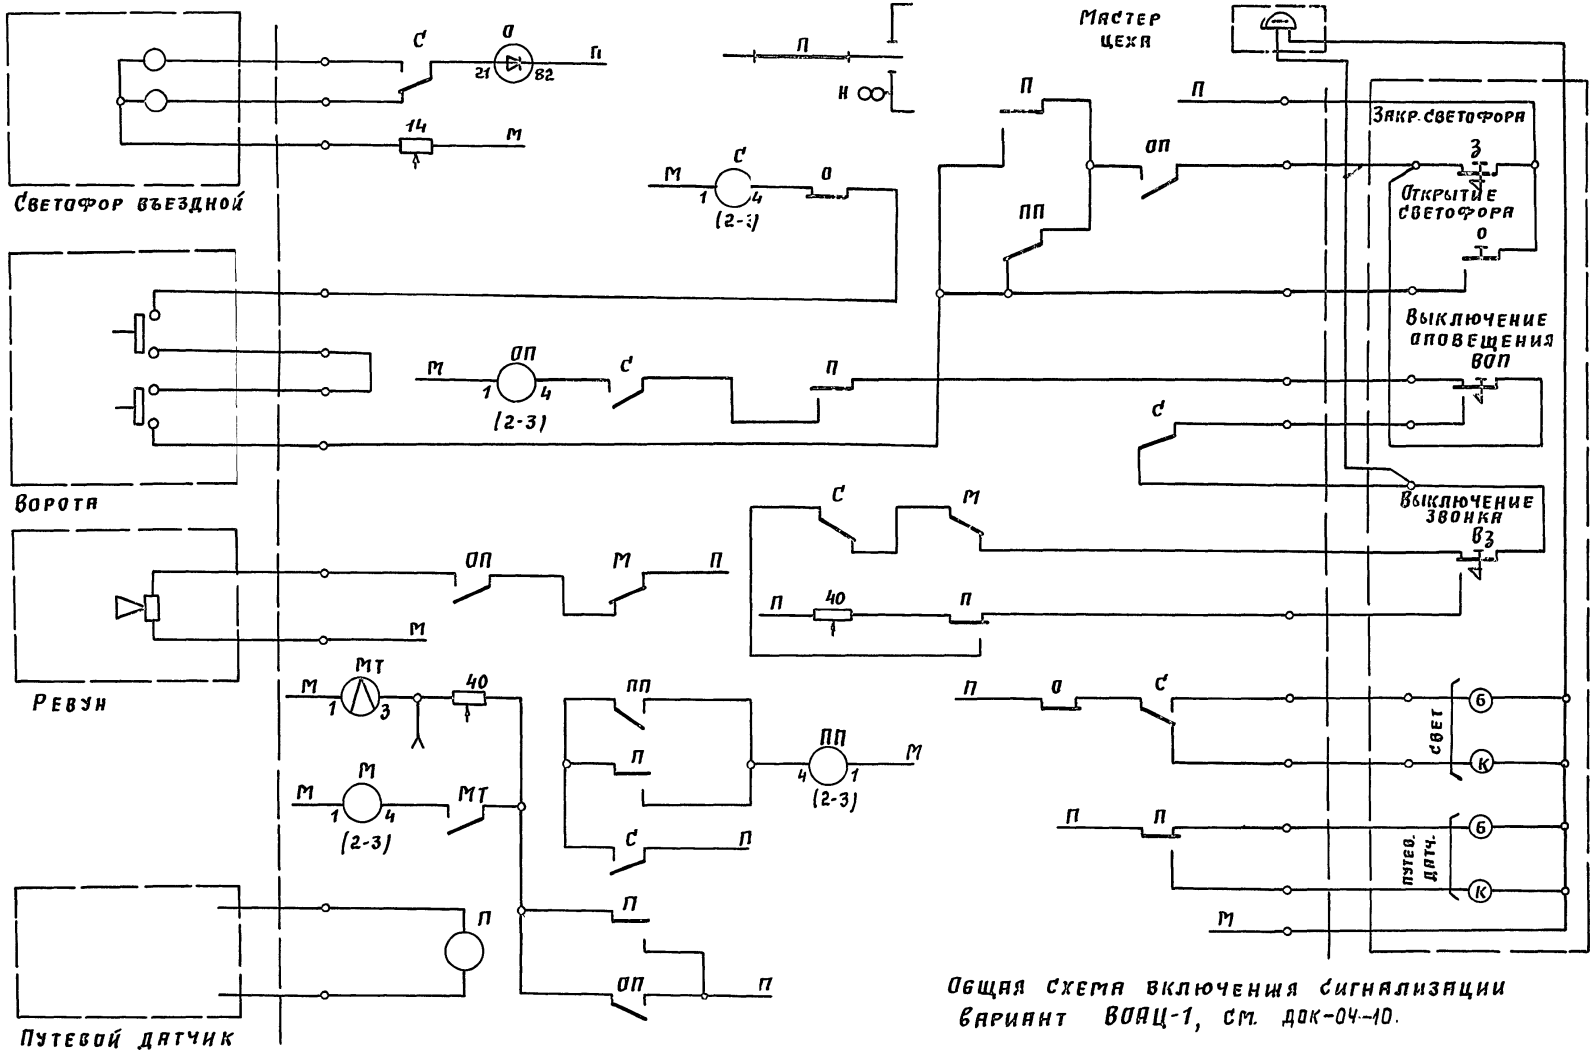 С
О
П
21
82
14
М
СВЕТОФОР ВЪЕЗДНОЙ
П
Н
МАСТЕР
ЦЕХА
П
П
ОП
ПП
ЗАКР. СВЕТОФОРА
З
ОТКРЫТИЕ
СВЕТОФОРА
О
М
С
О
1
4
М
ОП
С
П
1
4
(2-3)
ВЫКЛЮЧЕНИЕ
ОПОВЕЩЕНИЯ
ВОП
С
ВОРОТА
С
М
ВЫКЛЮЧЕНИЕ
ЗВОНКА
ВЗ
ОП
М
П
М
П
40
П
РЕВУН
МТ
М
1
3
40
М
М
1
4
(2-3)
МТ
ПП
П
С
П
ПП
4
1
(2-3)
М
П
О
С
СВЕТ
Б
К
П
П
ПУТЕВ.
ДАТЧ.
Б
К
М
П
П
ОП
П
ПУТЕВОЙ ДАТЧИК
ОБЩАЯ СХЕМА ВКЛЮЧЕНИЯ СИГНАЛИЗАЦИИ
ВАРИАНТ ВОАЦ-1, СМ. ДОК-04-10.